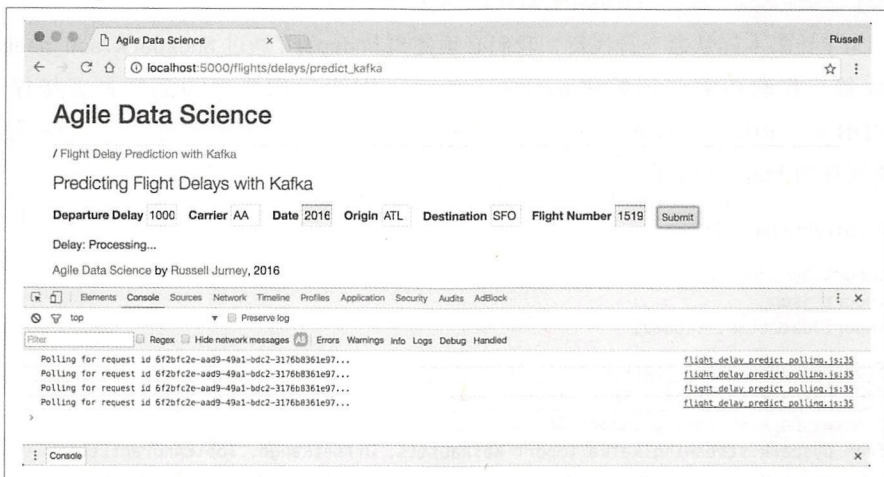 Agile Data Science
Russell
localhost:5000/flights/delays/predict_kafka
Agile Data Science
/ Flight Delay Prediction with Kafka
Predicting Flight Delays with Kafka
Departure Delay 1000 Carrier AA Date 2016 Origin ATL Destination SFO Flight Number 1519 Submit
Delay: Processing...
Agile Data Science by Russell Jurney, 2016
Elements Console Sources Network Timeline Profiles Application Security Audits AdBlock
top Preserve log
Filter Regex Hide network messages All Errors Warnings Info Logs Debug Handled
Polling for request id 6f2bfc2e-aad9-49a1-bdc2-3176b8361e97... flight_delay_predict_polling.js:35
Polling for request id 6f2bfc2e-aad9-49a1-bdc2-3176b8361e97... flight_delay_predict_polling.js:35
Polling for request id 6f2bfc2e-aad9-49a1-bdc2-3176b8361e97... flight_delay_predict_polling.js:35
Polling for request id 6f2bfc2e-aad9-49a1-bdc2-3176b8361e97... flight_delay_predict_polling.js:35
>
Console